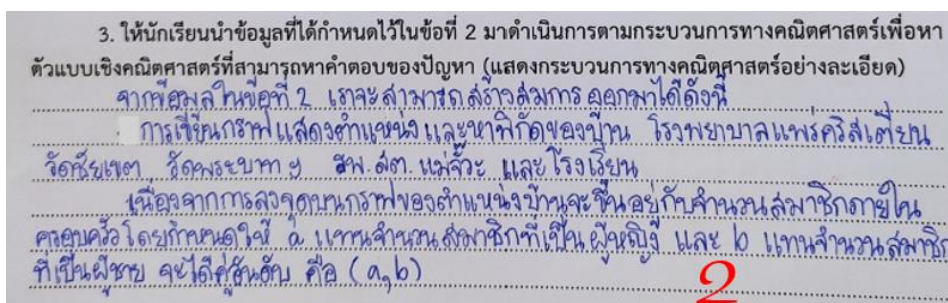 3. ให้นักเรียนนำข้อมูลที่ได้กำหนดไว้ในข้อที่ 2 มาดำเนินการตามกระบวนการทางคณิตศาสตร์เพื่อหา
ตัวแบบเชิงคณิตศาสตร์ที่สามารถหาคำตอบของปัญหา (แสดงกระบวนการทางคณิตศาสตร์อย่างละเอียด)
จากข้อมูลในข้อที่ 2 เราจะสามารถสร้างสมการออกมาได้ดังนี้
การเขียนกราฟแสดงตำแหน่งและหาพิกัดของบ้าน โรงพยาบาลแพร่คริสเตียน
วัดชัยเขต วัดพระบาท ฯ รพ.สต. แม่จั๊วะ และโรงเรียน
เนื่องจากการลงจุดบนกราฟของตำแหน่งบ้านจะขึ้นอยู่กับจำนวนสมาชิกภายใน
ครอบครัวโดยกำหนดให้ a แทนจำนวนสมาชิกที่เป็นผู้หญิง และ b แทนจำนวนสมาชิก
ที่เป็นผู้ชาย จะได้คู่อันดับ คือ (a,b)
2